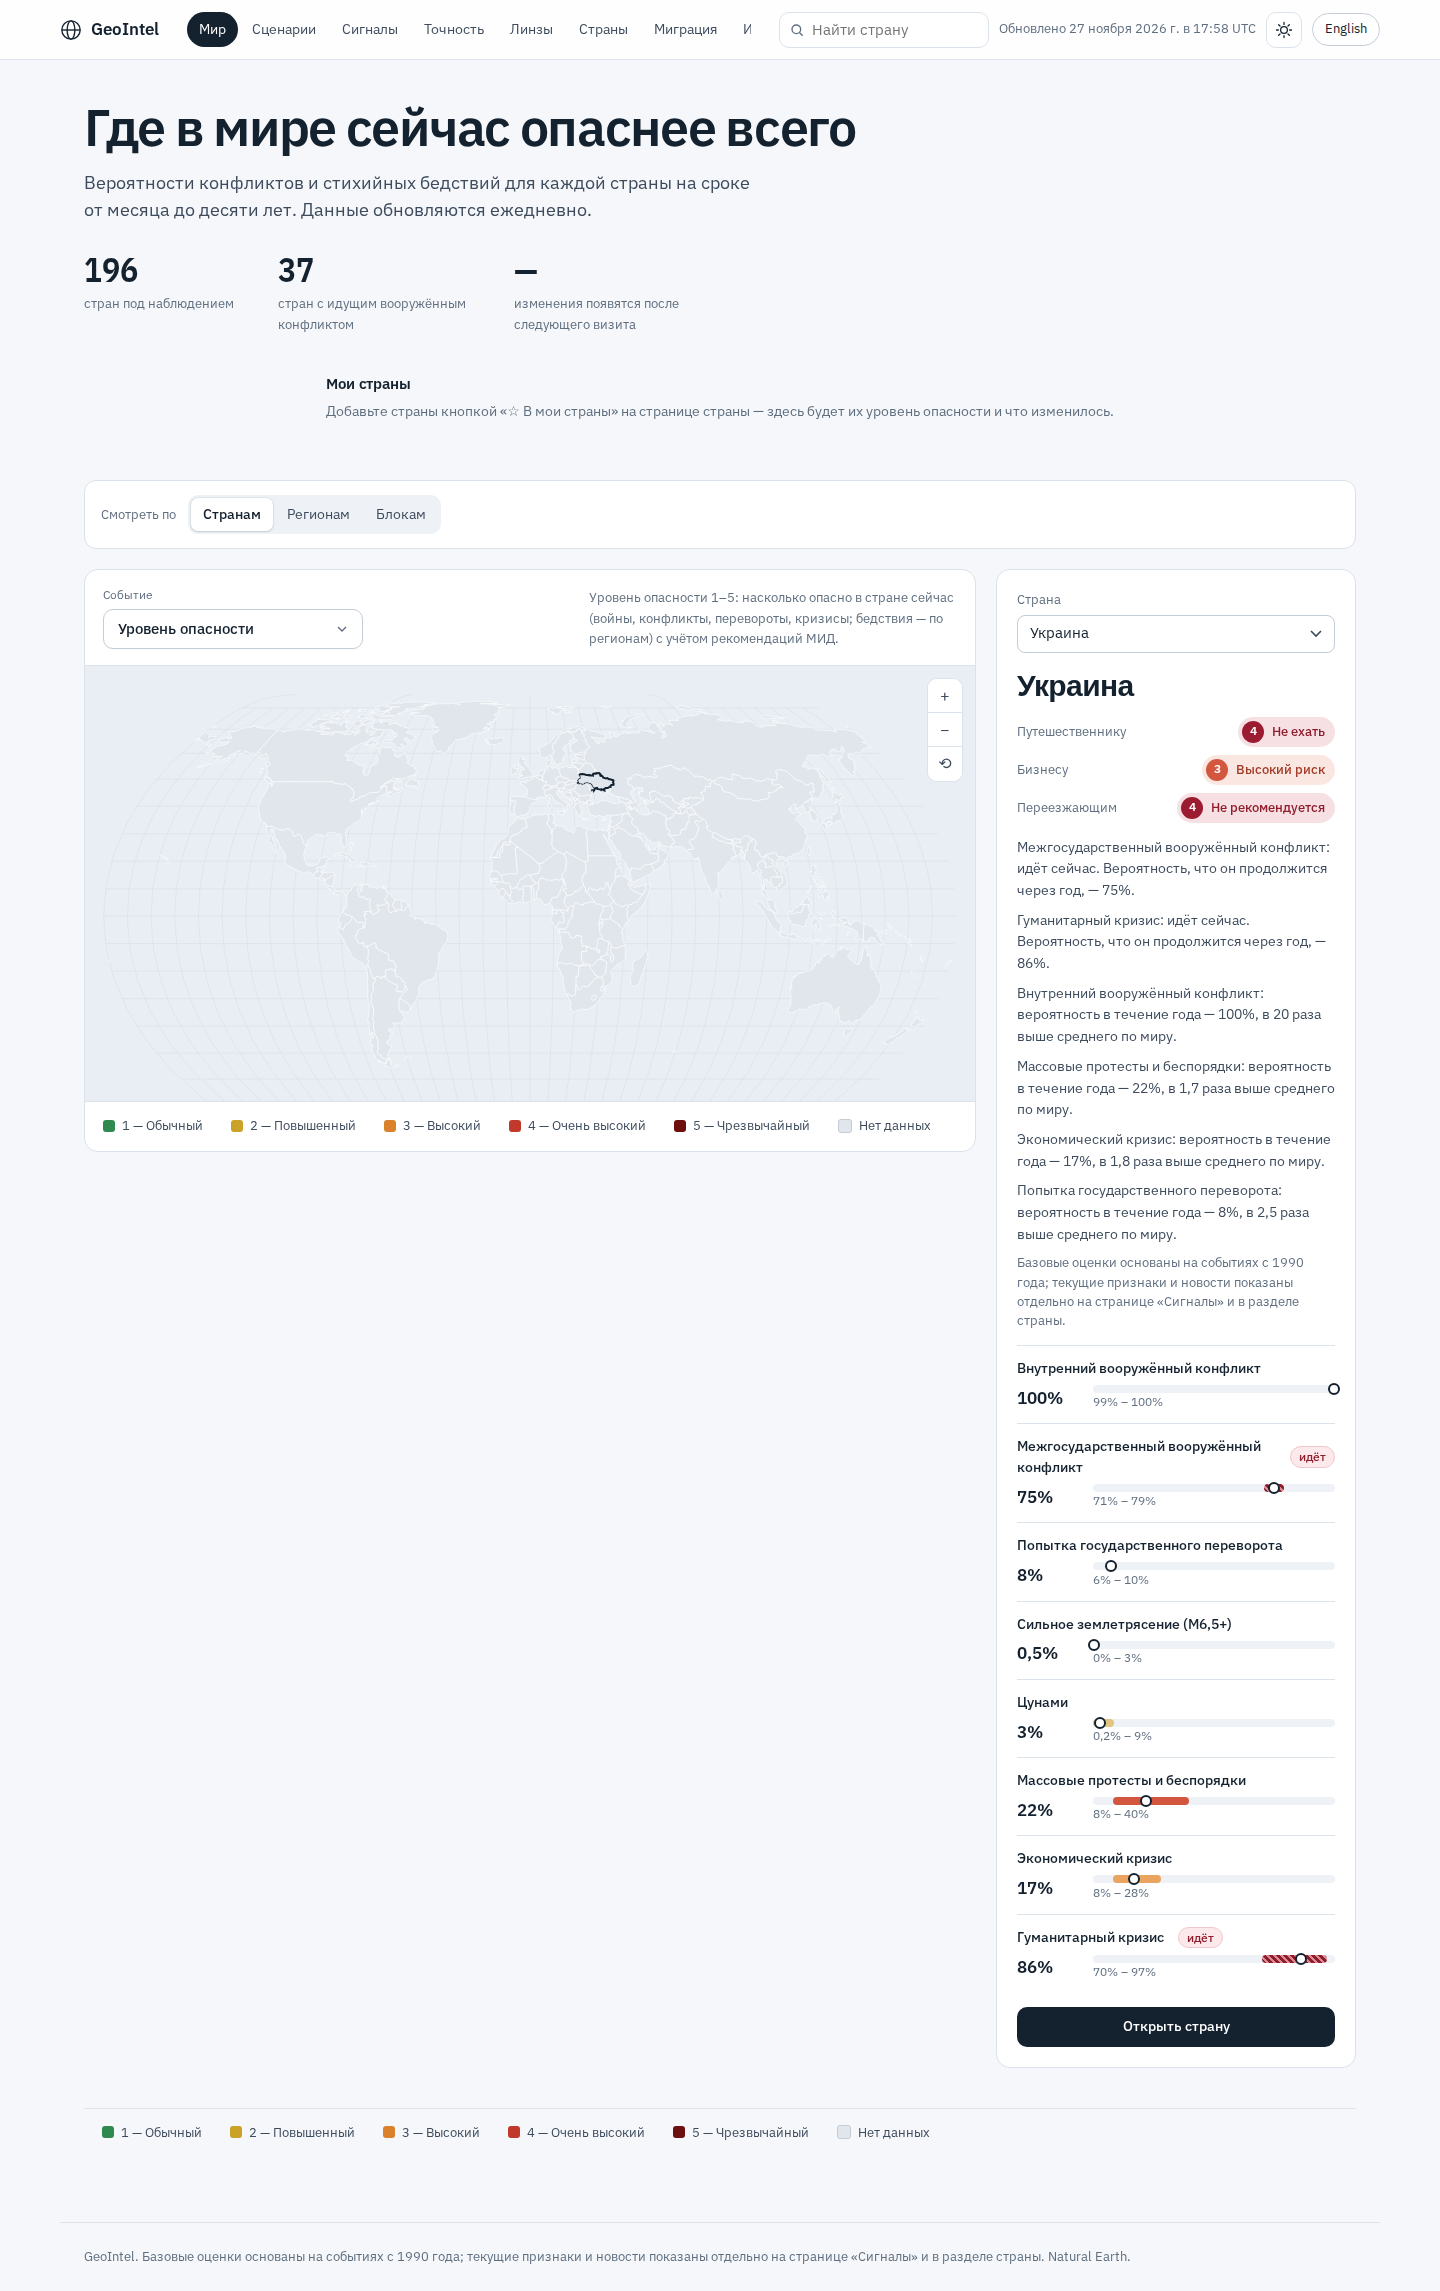 GeoIntel
Мир
Сценарии
Сигналы
Точность
Линзы
Страны
Миграция
И
Найти страну
Обновлено 27 ноября 2026 г. в 17:58 UTC
English
Где в мире сейчас опаснее всего
Вероятности конфликтов и стихийных бедствий для каждой страны на сроке
от месяца до десяти лет. Данные обновляются ежедневно.
196
стран под наблюдением
37
стран с идущим вооружённым
конфликтом
—
изменения появятся после
следующего визита
Мои страны
Добавьте страны кнопкой «☆ В мои страны» на странице страны — здесь будет их уровень опасности и что изменилось.
Смотреть по
Странам
Регионам
Блокам
Событие
Уровень опасности
Уровень опасности 1–5: насколько опасно в стране сейчас
(войны, конфликты, перевороты, кризисы; бедствия — по
регионам) с учётом рекомендаций МИД.
+
−
⟲
1 — Обычный
2 — Повышенный
3 — Высокий
4 — Очень высокий
5 — Чрезвычайный
Нет данных
Страна
Украина
Украина
Путешественнику
4 Не ехать
Бизнесу
3 Высокий риск
Переезжающим
4 Не рекомендуется
Межгосударственный вооружённый конфликт:
идёт сейчас. Вероятность, что он продолжится
через год, — 75%.
Гуманитарный кризис: идёт сейчас.
Вероятность, что он продолжится через год, —
86%.
Внутренний вооружённый конфликт:
вероятность в течение года — 100%, в 20 раза
выше среднего по миру.
Массовые протесты и беспорядки: вероятность
в течение года — 22%, в 1,7 раза выше среднего
по миру.
Экономический кризис: вероятность в течение
года — 17%, в 1,8 раза выше среднего по миру.
Попытка государственного переворота:
вероятность в течение года — 8%, в 2,5 раза
выше среднего по миру.
Базовые оценки основаны на событиях с 1990
года; текущие признаки и новости показаны
отдельно на странице «Сигналы» и в разделе
страны.
Внутренний вооружённый конфликт
100%
99% – 100%
Межгосударственный вооружённый
конфликт
идёт
75%
71% – 79%
Попытка государственного переворота
8%
6% – 10%
Сильное землетрясение (M6,5+)
0,5%
0% – 3%
Цунами
3%
0,2% – 9%
Массовые протесты и беспорядки
22%
8% – 40%
Экономический кризис
17%
8% – 28%
Гуманитарный кризис
идёт
86%
70% – 97%
Открыть страну
1 — Обычный
2 — Повышенный
3 — Высокий
4 — Очень высокий
5 — Чрезвычайный
Нет данных
GeoIntel. Базовые оценки основаны на событиях с 1990 года; текущие признаки и новости показаны отдельно на странице «Сигналы» и в разделе страны. Natural Earth.